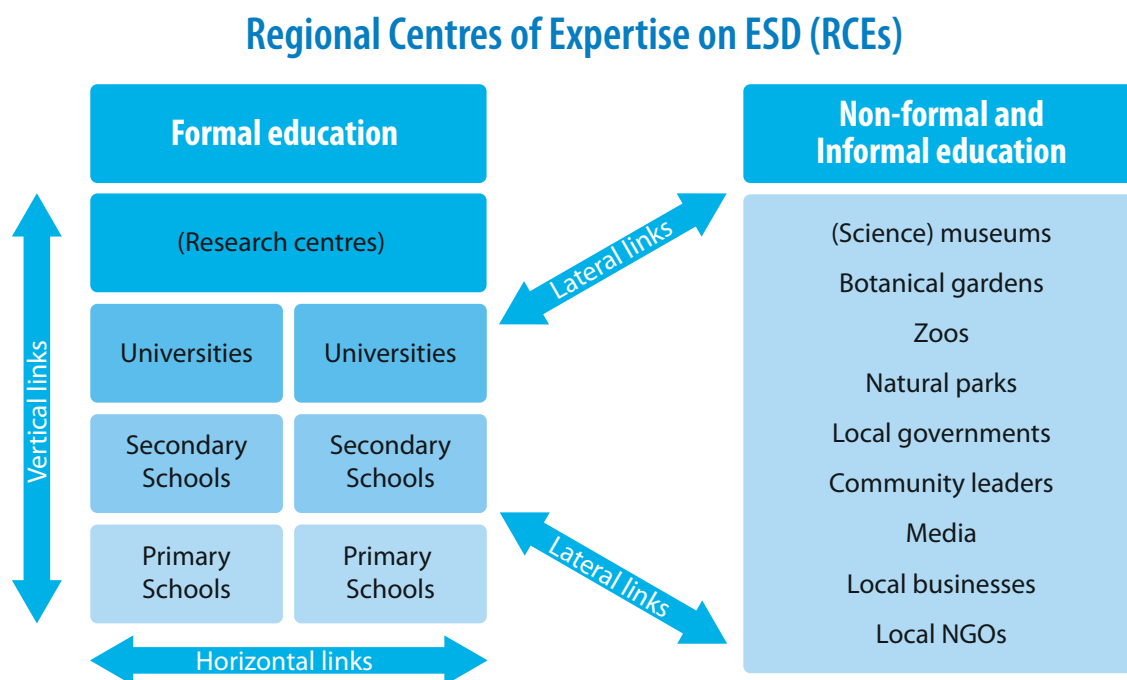 Regional Centres of Expertise on ESD (RCEs)
Formal education
(Research centres)
Universities
Universities
Secondary
Schools
Secondary
Schools
Primary
Schools
Primary
Schools
Vertical links
Horizontal links
Lateral links
Lateral links
Non-formal and
Informal education
(Science) museums
Botanical gardens
Zoos
Natural parks
Local governments
Community leaders
Media
Local businesses
Local NGOs